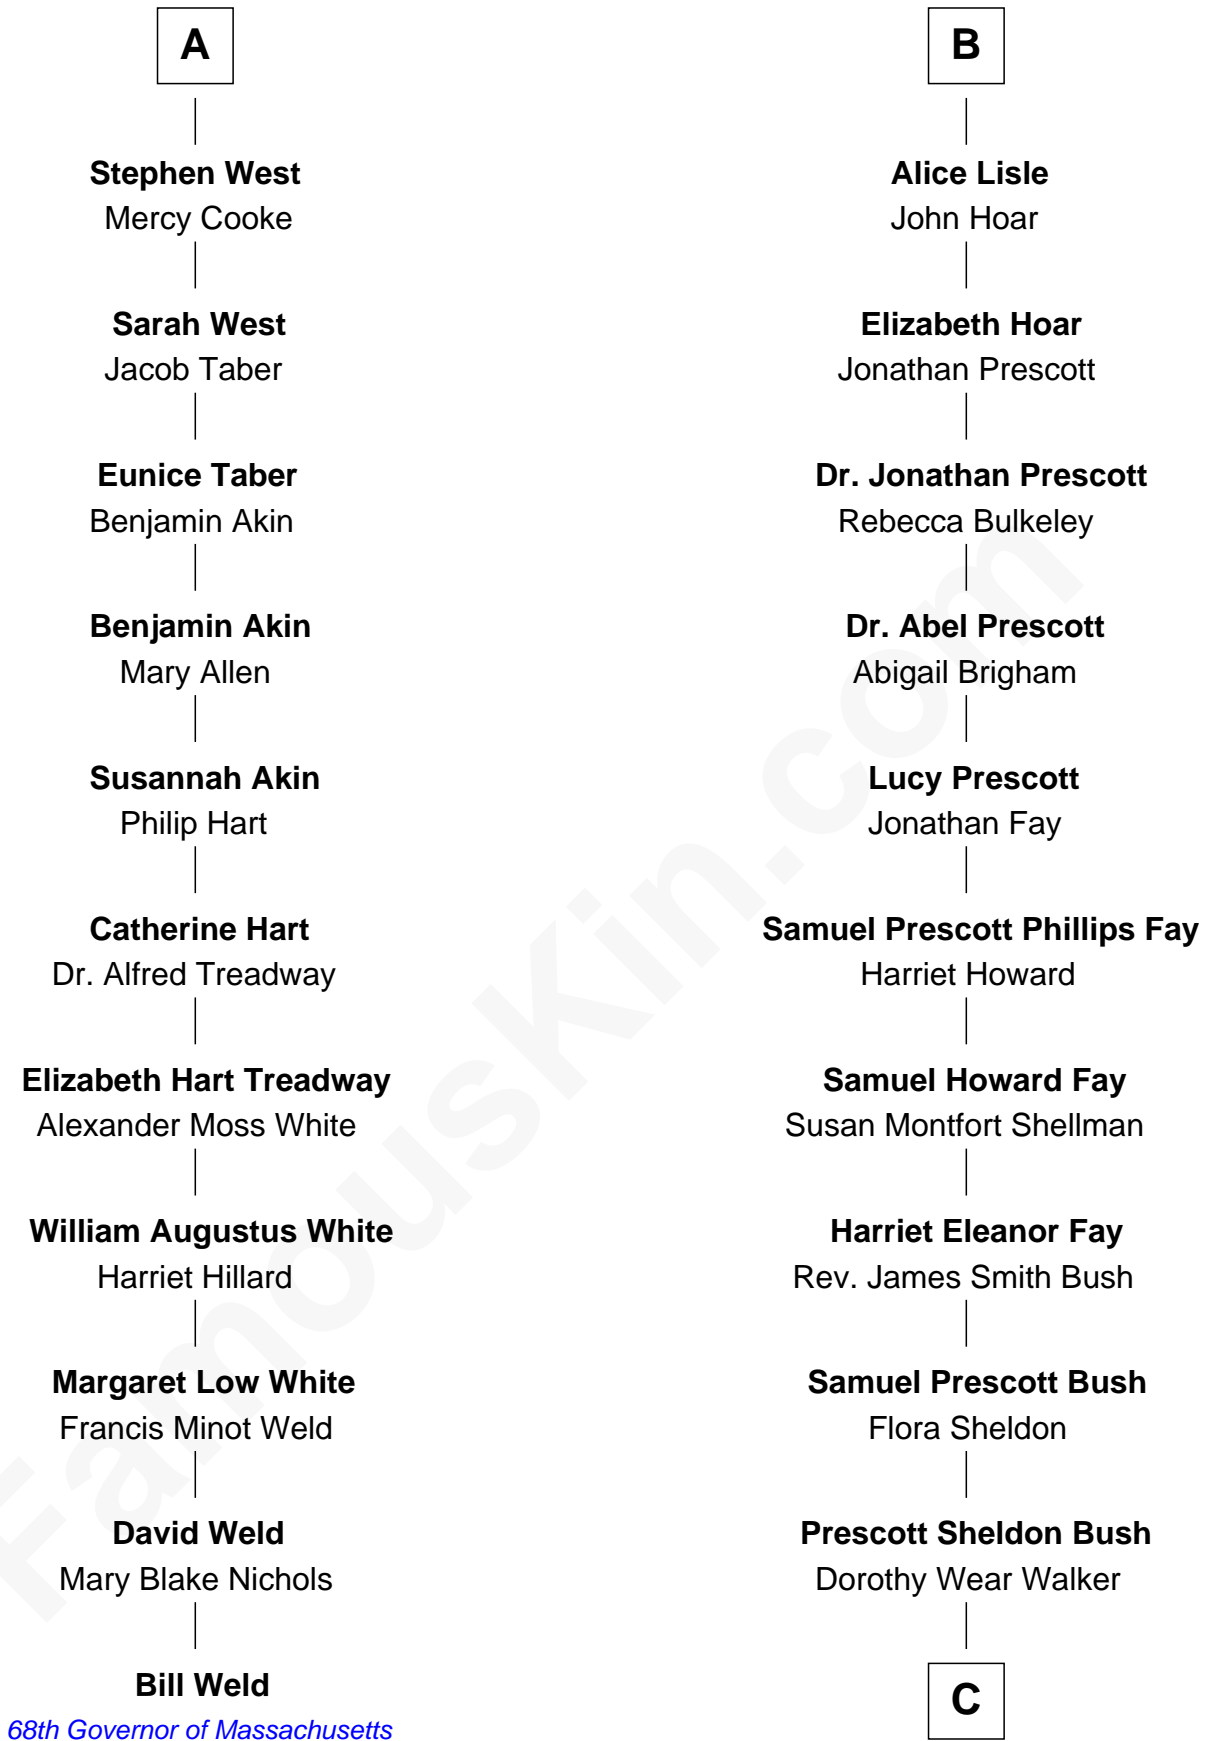 A
Stephen West
Mercy Cooke
Sarah West
Jacob Taber
Eunice Taber
Benjamin Akin
Benjamin Akin
Mary Allen
Susannah Akin
Philip Hart
Catherine Hart
Dr. Alfred Treadway
Elizabeth Hart Treadway
Alexander Moss White
William Augustus White
Harriet Hillard
Margaret Low White
Francis Minot Weld
David Weld
Mary Blake Nichols
Bill Weld
68th Governor of Massachusetts
B
Alice Lisle
John Hoar
Elizabeth Hoar
Jonathan Prescott
Dr. Jonathan Prescott
Rebecca Bulkeley
Dr. Abel Prescott
Abigail Brigham
Lucy Prescott
Jonathan Fay
Samuel Prescott Phillips Fay
Harriet Howard
Samuel Howard Fay
Susan Montfort Shellman
Harriet Eleanor Fay
Rev. James Smith Bush
Samuel Prescott Bush
Flora Sheldon
Prescott Sheldon Bush
Dorothy Wear Walker
C
FamousKin.com